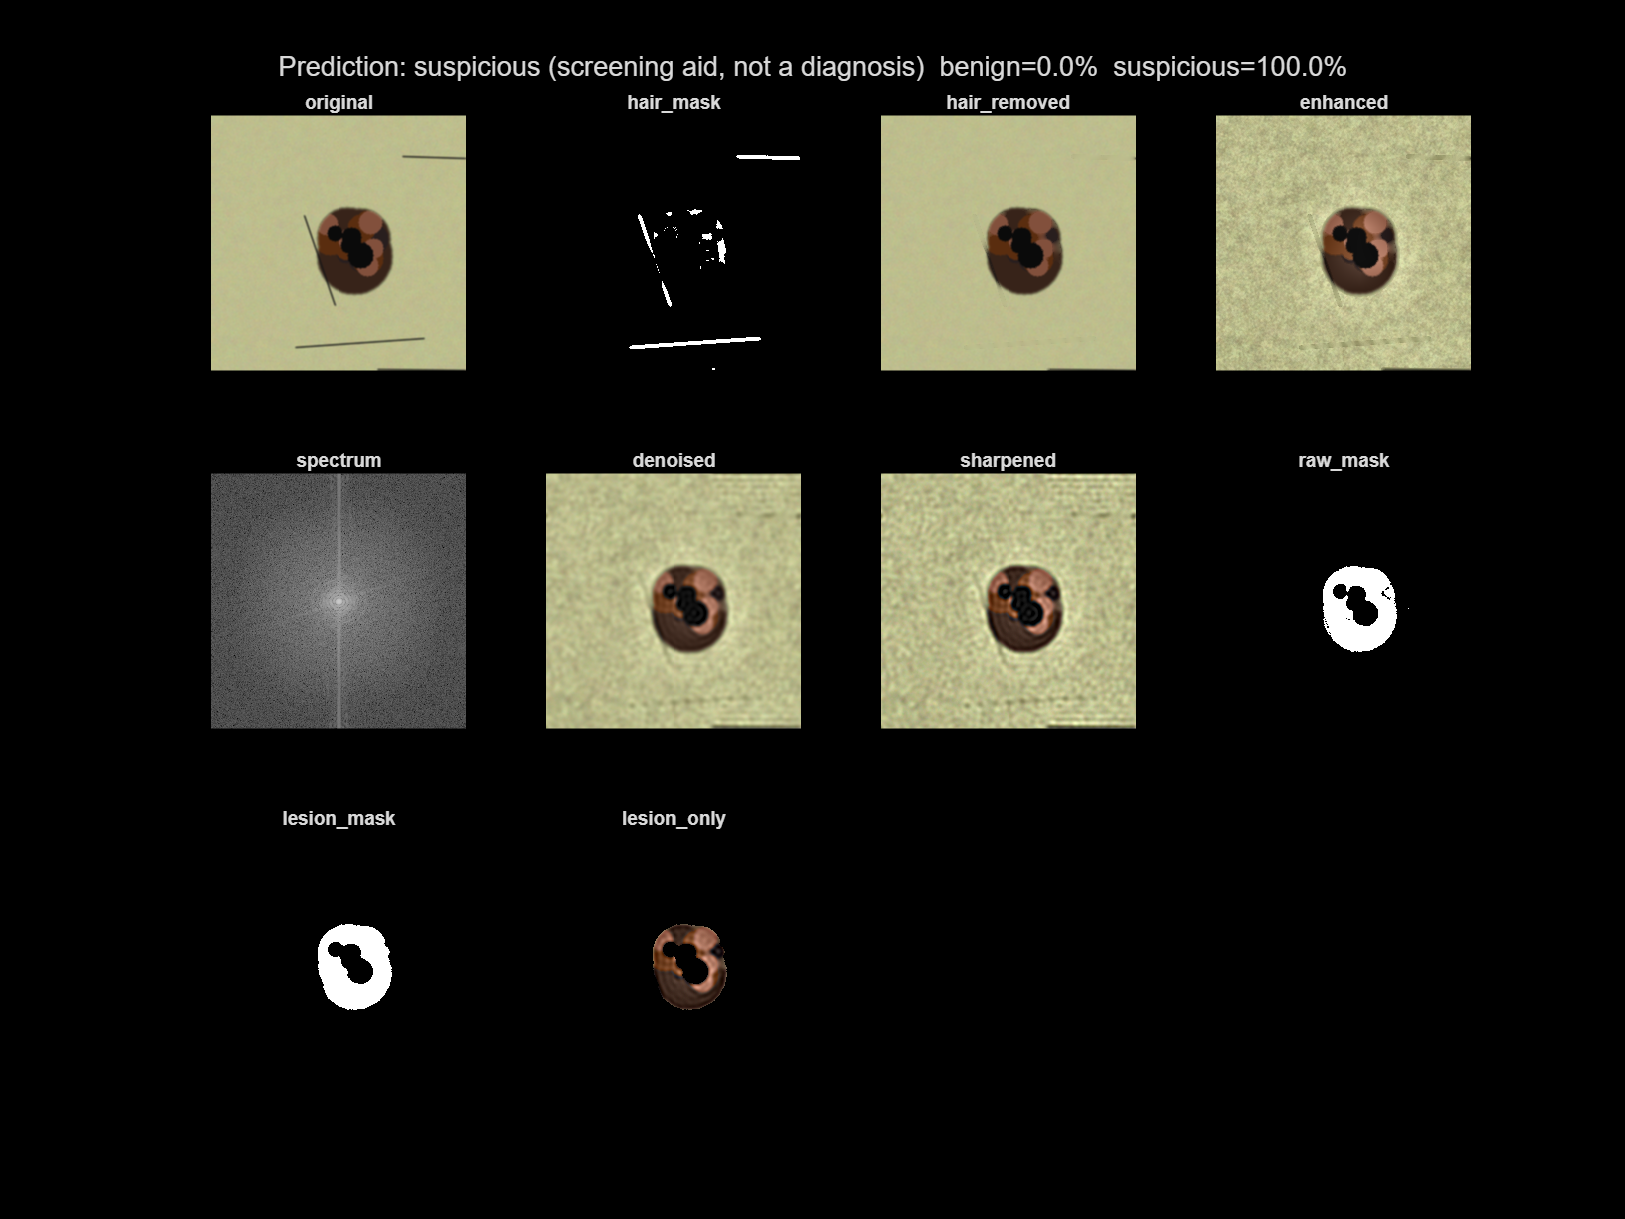 Prediction: suspicious (screening aid, not a diagnosis)  benign=0.0%  suspicious=100.0%
original
hair_mask
hair_removed
enhanced
spectrum
denoised
sharpened
raw_mask
lesion_mask
lesion_only